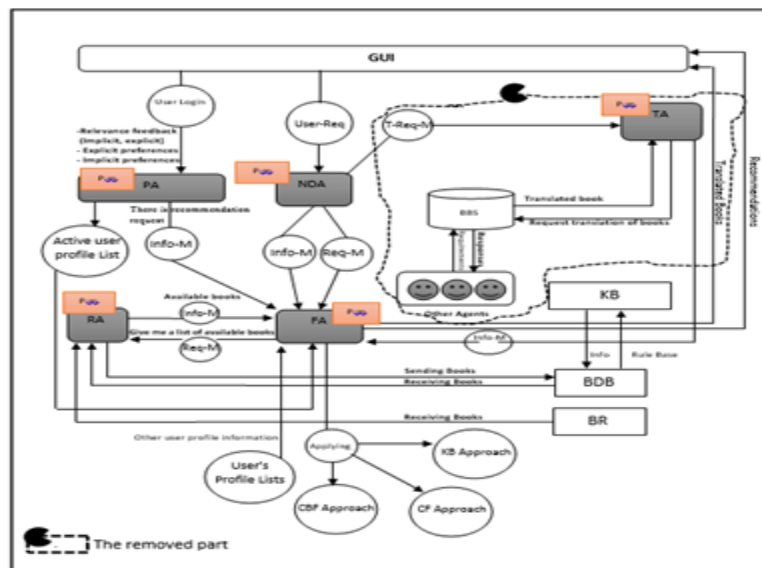 GUI
User Login
User-Req
T-Req-M
TA
-Relevance feedback
(Implicit, explicit)
- Explicit preferences
- Implicit preferences
PA
NDA
There is recommendation
request
Translated book
BBS
Request translation of books
Translated Books
Recommendations
Active user
profile List
Info-M
Info-M
Req-M
Response
Other Agents
KB
RA
Available books
Info-M
Give me a list of available books
Req-M
Info-M
Info
Rule Base
Sending Books
Receiving Books
BDB
Receiving Books
BR
Other user profile information
User's
Profile Lists
Applying
KB Approach
CBF Approach
CF Approach
The removed part